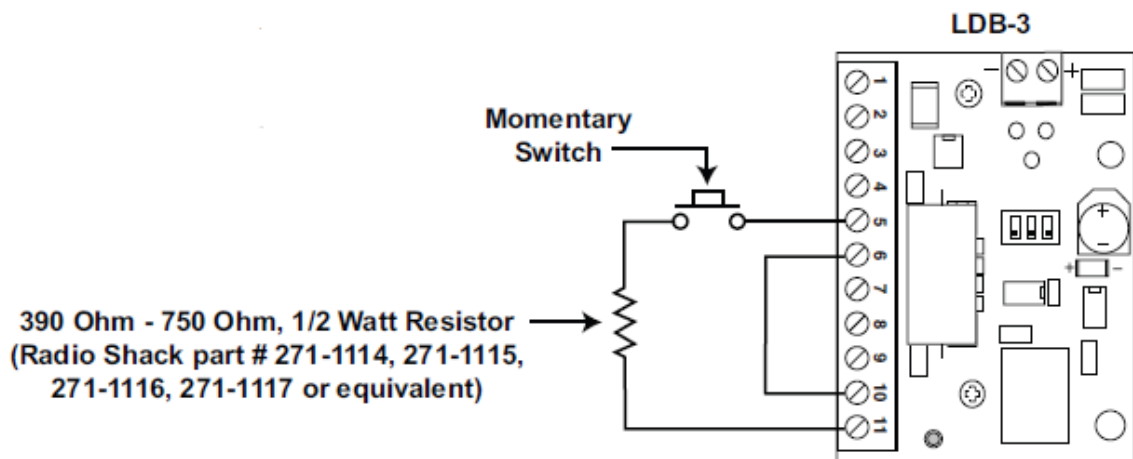 LDB-3
Momentary
Switch
390 Ohm - 750 Ohm, 1/2 Watt Resistor
(Radio Shack part # 271-1114, 271-1115,
271-1116, 271-1117 or equivalent)
1
2
3
4
5
6
7
8
9
10
11
− +
+
−
+ −